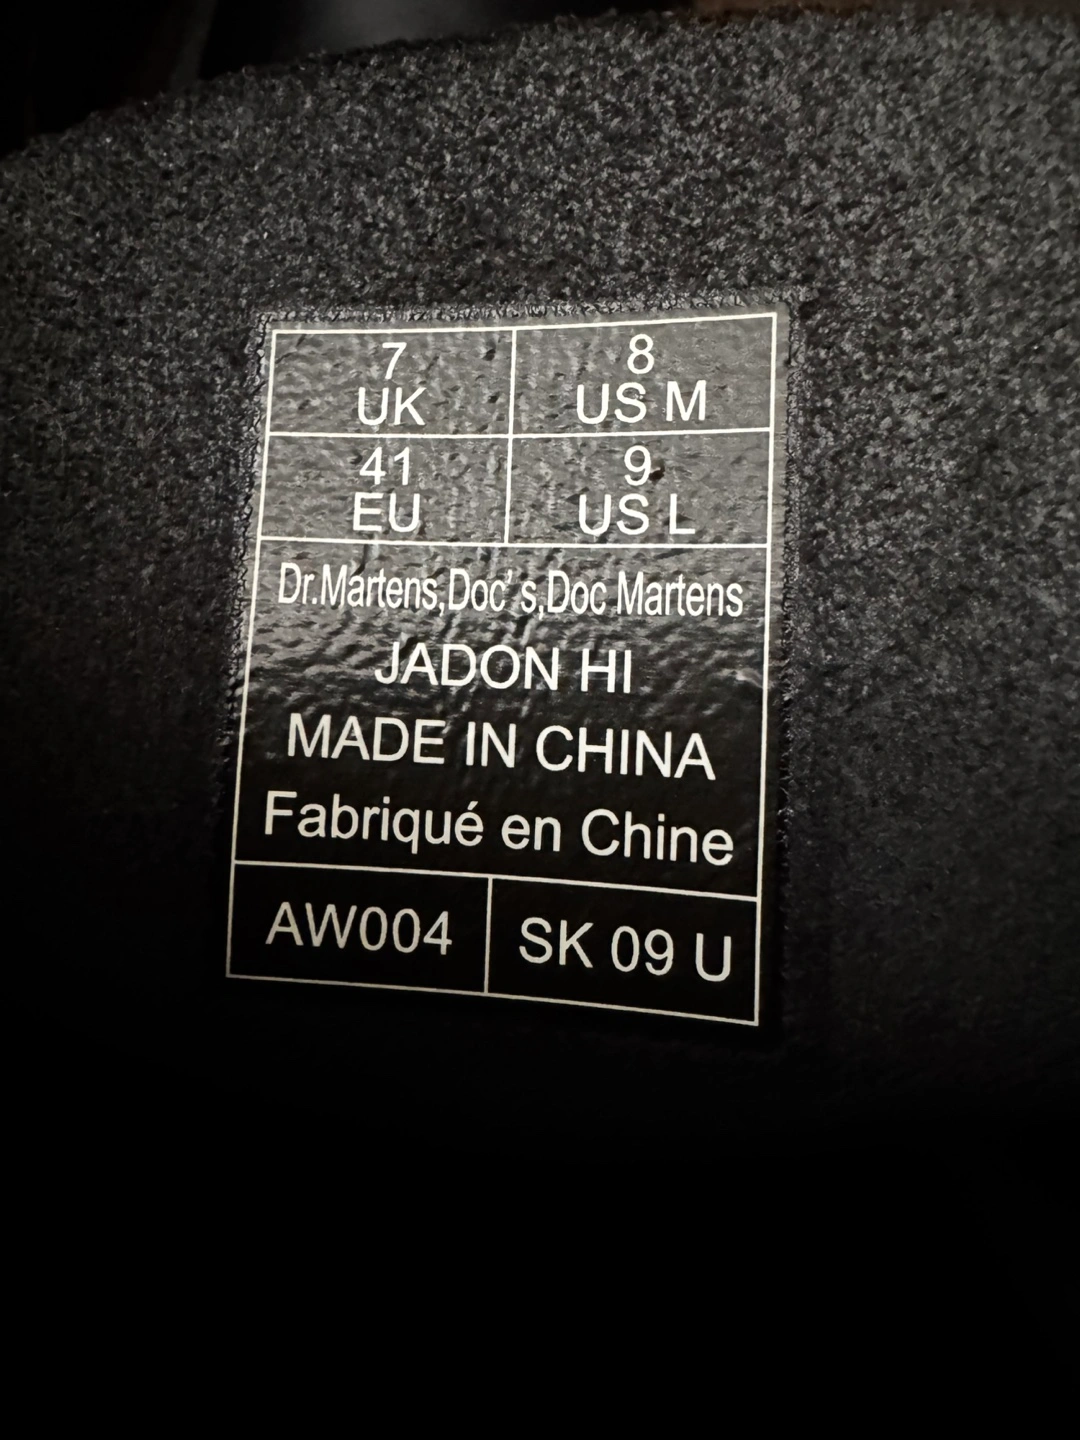 7
UK
8
US M
41
EU
9
US L
Dr.Martens,Doc's,Doc Martens
JADON HI
MADE IN CHINA
Fabriqué en Chine
AW004
SK 09 U